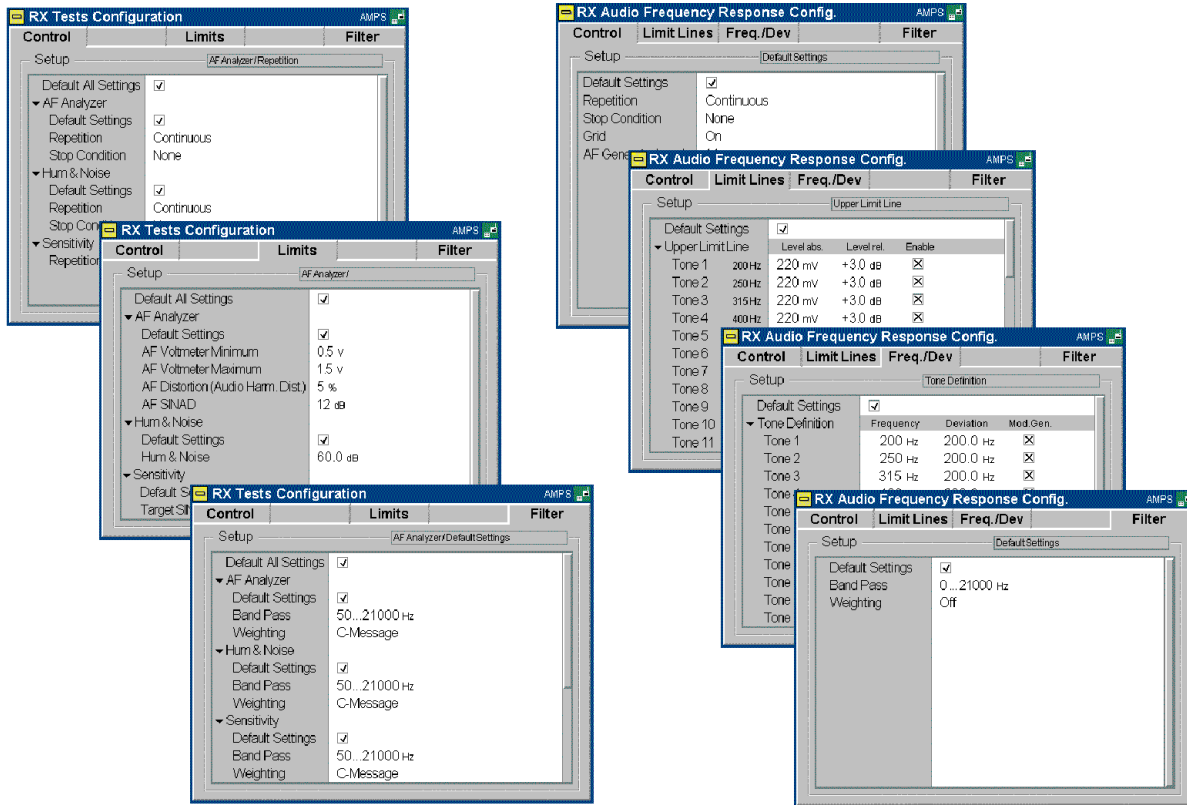 RX Tests Configuration AMPS
Control Limits Filter
Setup AF Analyzer/Repetition
Default All Settings
AF Analyzer
Default Settings
Repetition Continuous
Stop Condition None
Hum & Noise
Default Settings
Repetition Continuous
Stop
Sensitivity
RX Tests Configuration AMPS
Control Limits Filter
Setup AF Analyzer/
Default All Settings
AF Analyzer
Default Settings
AF Voltmeter Minimum 0.5 V
AF Voltmeter Maximum 1.5 V
AF Distortion (Audio Harm. Dist.) 5 %
AF SINAD 12 dB
Hum & Noise
Default Settings
Hum & Noise 60.0 dB
Sensitivity
Default
Target
RX Tests Configuration AMPS
Control Limits Filter
Setup AF Analyzer/Default Settings
Default All Settings
AF Analyzer
Default Settings
Band Pass 50...21000 Hz
Weighting C-Message
Hum & Noise
Default Settings
Band Pass 50...21000 Hz
Weighting C-Message
Sensitivity
Default Settings
Band Pass 50...21000 Hz
Weighting C-Message
RX Audio Frequency Response Config. AMPS
Control Limit Lines Freq./Dev Filter
Setup Default Settings
Default Settings
Repetition Continuous
Stop Condition None
Grid On
AF
RX Audio Frequency Response Config. AMPS
Control Limit Lines Freq./Dev Filter
Setup Upper Limit Line
Default Settings
Upper Limit Line Level abs. Level rel. Enable
Tone 1 200 Hz 220 mV +3.0 dB
Tone 2 250 Hz 220 mV +3.0 dB
Tone 3 315 Hz 220 mV +3.0 dB
Tone 4 400 Hz 220 mV +3.0 dB
Tone 5
Tone 6
Tone 7
Tone 8
Tone 9
Tone 10
Tone 11
RX Audio Frequency Response Config. AMPS
Control Limit Lines Freq./Dev Filter
Setup Tone Definition
Default Settings
Tone Definition Frequency Deviation Mod.Gen.
Tone 1 200 Hz 200.0 Hz
Tone 2 250 Hz 200.0 Hz
Tone 3 315 Hz 200.0 Hz
Tone
Tone
Tone
Tone
Tone
Tone
Tone
Tone
RX Audio Frequency Response Config. AMPS
Control Limit Lines Freq./Dev Filter
Setup Default Settings
Default Settings
Band Pass 0...21000 Hz
Weighting Off